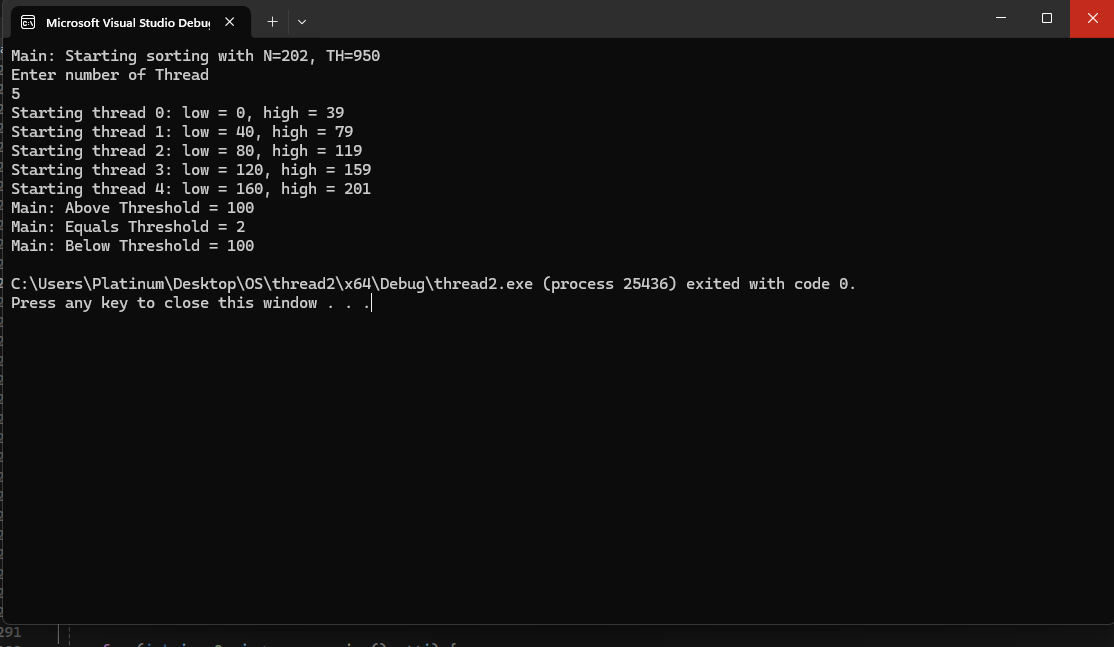 Microsoft Visual Studio Debug
Main: Starting sorting with N=202, TH=950
Enter number of Thread
5
Starting thread 0: low = 0, high = 39
Starting thread 1: low = 40, high = 79
Starting thread 2: low = 80, high = 119
Starting thread 3: low = 120, high = 159
Starting thread 4: low = 160, high = 201
Main: Above Threshold = 100
Main: Equals Threshold = 2
Main: Below Threshold = 100
C:\Users\Platinum\Desktop\OS\thread2\x64\Debug\thread2.exe (process 25436) exited with code 0.
Press any key to close this window . . .
291